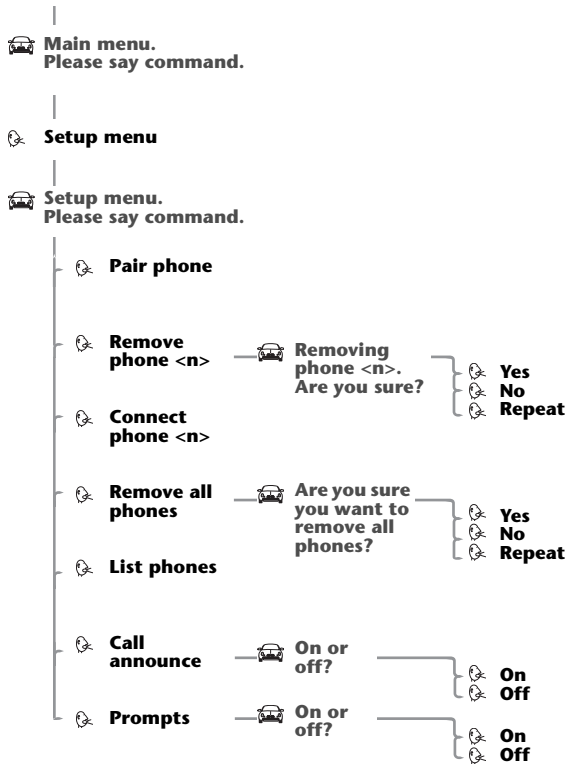 Main menu.
Please say command.
Setup menu
Setup menu.
Please say command.
Pair phone
Remove
phone <n>
Removing
phone <n>.
Are you sure?
Yes
No
Repeat
Connect
phone <n>
Remove all
phones
Are you sure
you want to
remove all
phones?
Yes
No
Repeat
List phones
Call
announce
On or
off?
On
Off
Prompts
On or
off?
On
Off